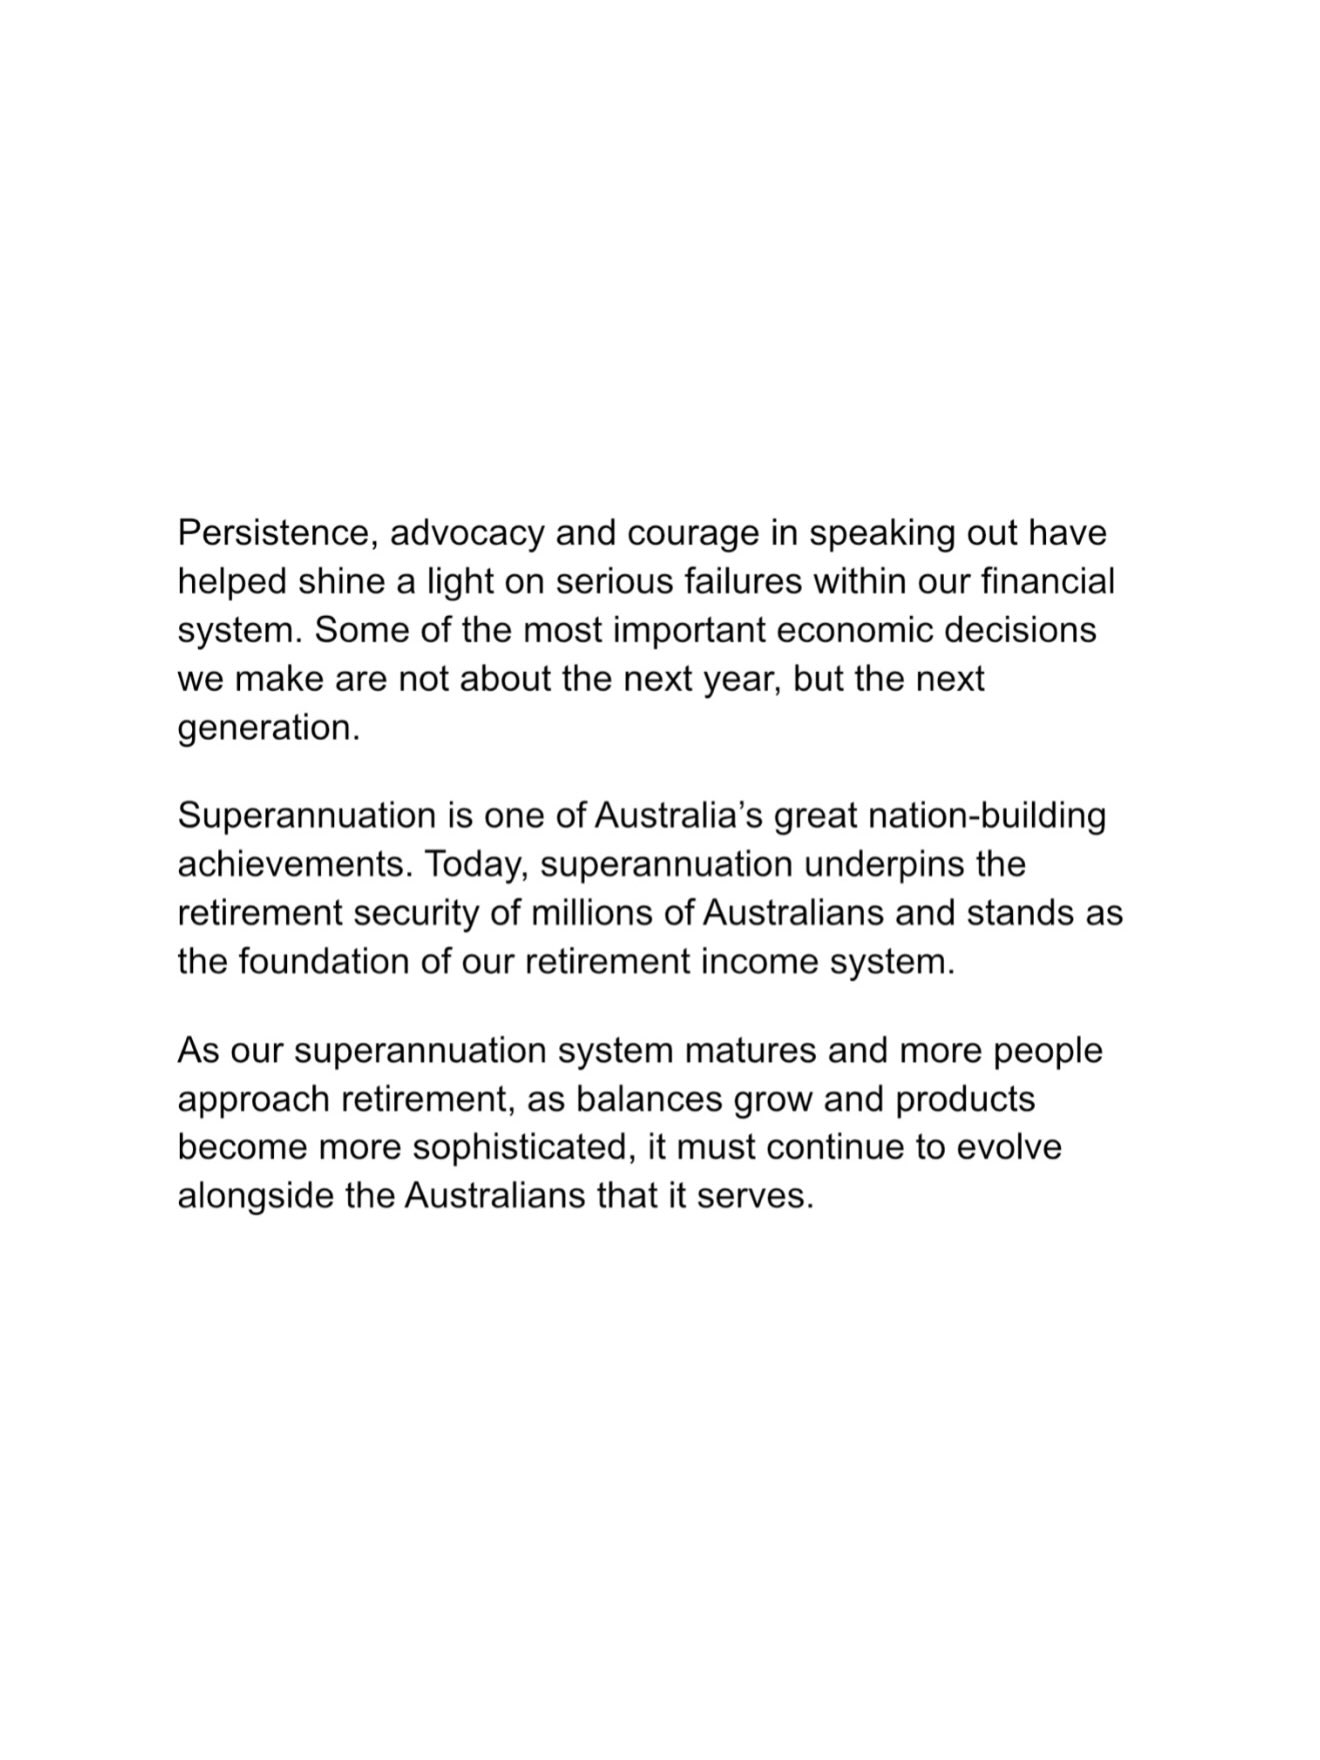 Persistence, advocacy and courage in speaking out have
helped shine a light on serious failures within our financial
system. Some of the most important economic decisions
we make are not about the next year, but the next
generation.
Superannuation is one of Australia’s great nation-building
achievements. Today, superannuation underpins the
retirement security of millions of Australians and stands as
the foundation of our retirement income system.
As our superannuation system matures and more people
approach retirement, as balances grow and products
become more sophisticated, it must continue to evolve
alongside the Australians that it serves.